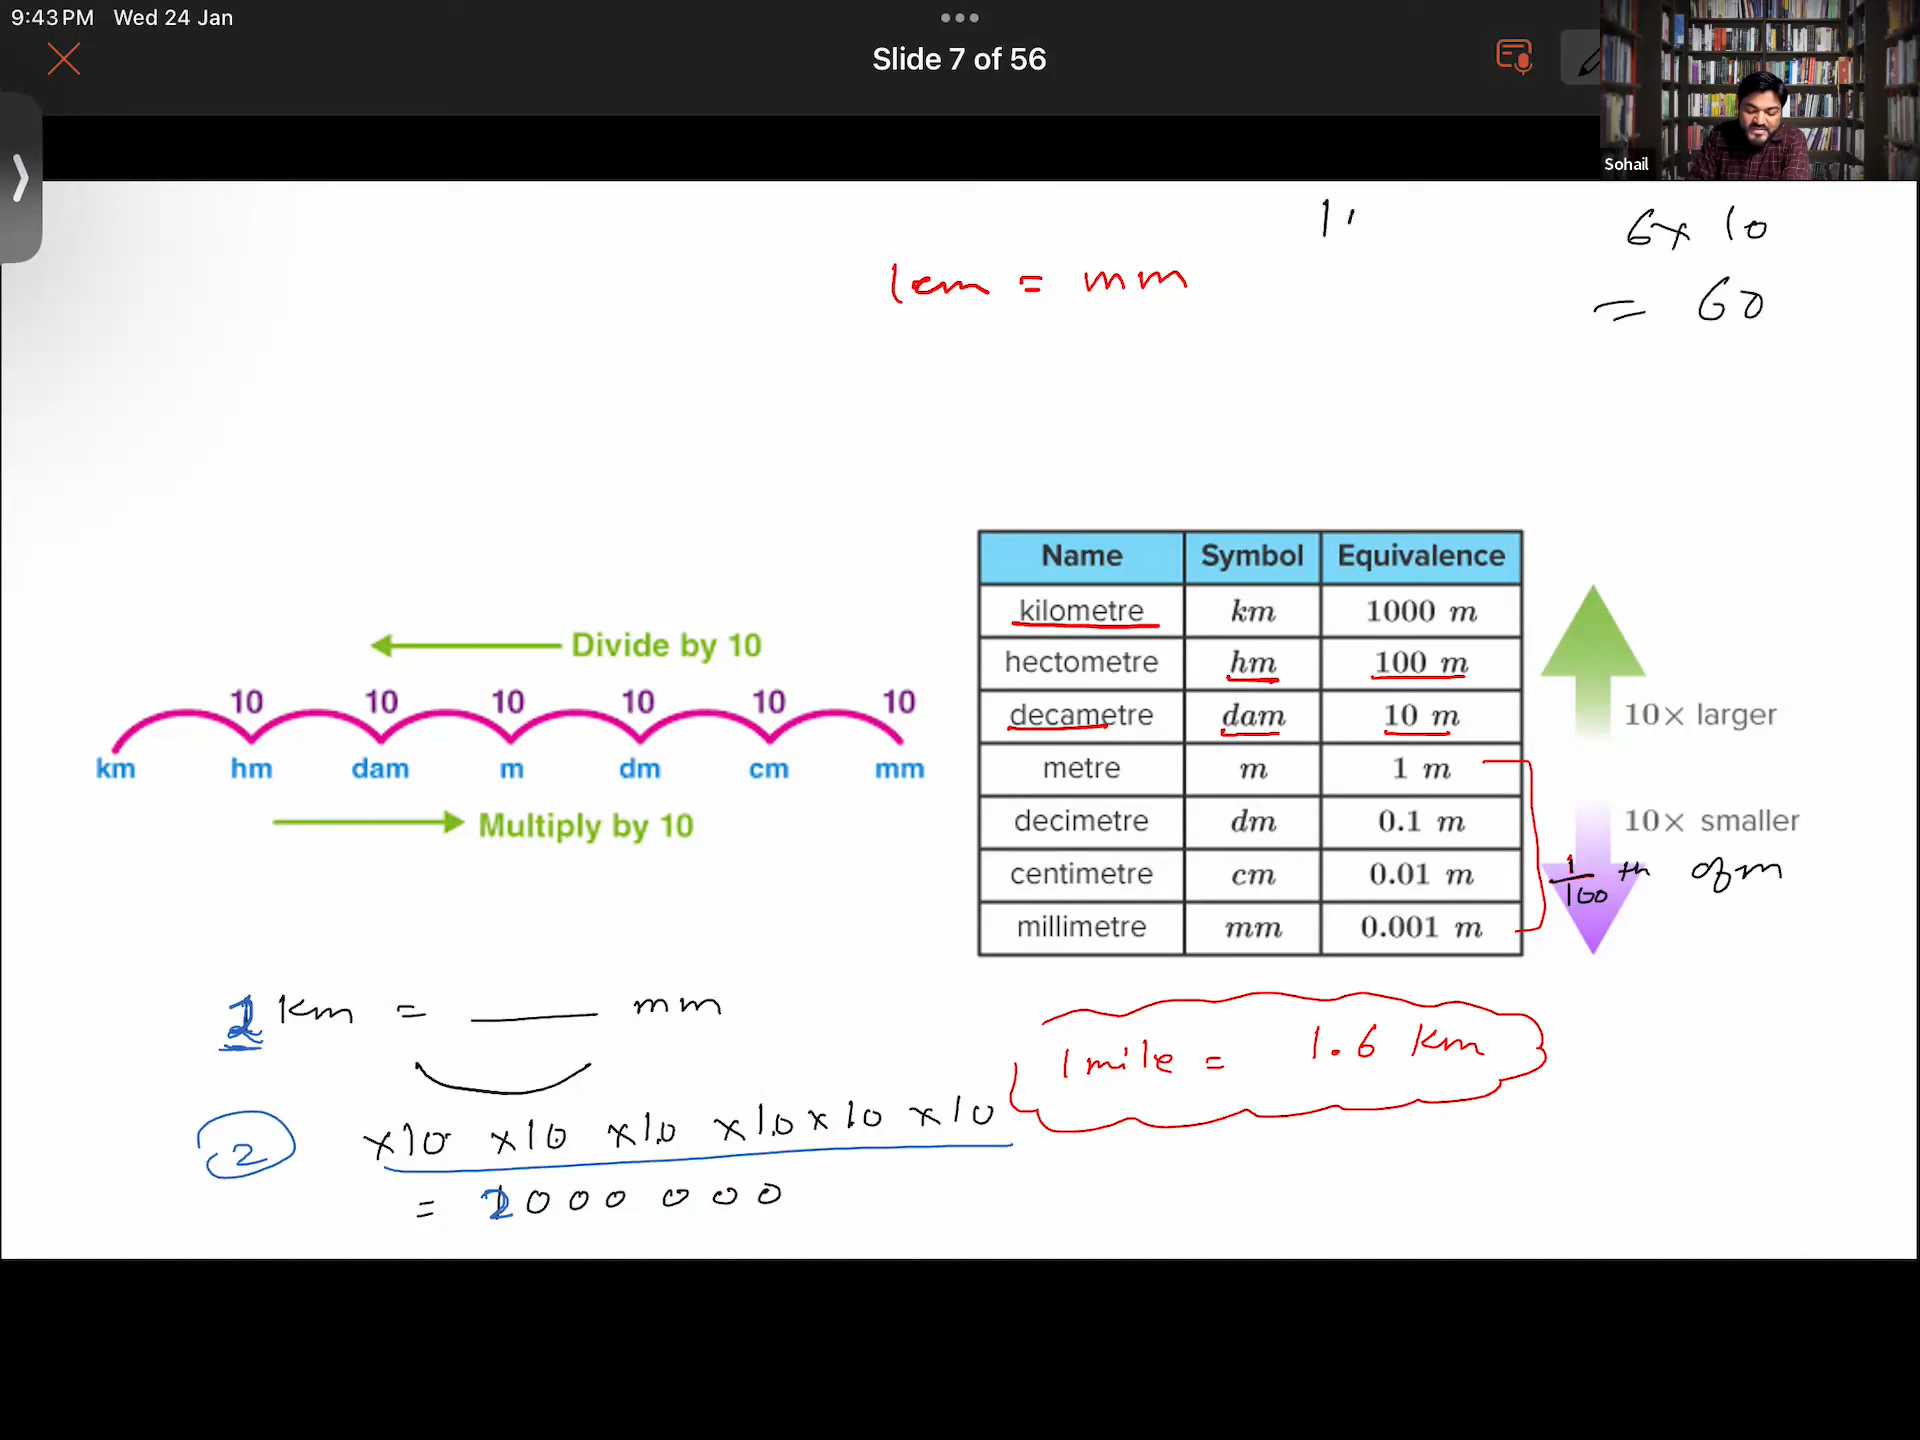 9:43 PM Wed 24 Jan
Slide 7 of 56
Sohail
6 x 10
= 60
1cm = mm
Divide by 10
10 10 10 10 10 10
km hm dam m dm cm mm
Multiply by 10
Name Symbol Equivalence
kilometre km 1000 m
hectometre hm 100 m
decametre dam 10 m
metre m 1 m
decimetre dm 0.1 m
centimetre cm 0.01 m
millimetre mm 0.001 m
10× larger
10× smaller
1/100 th of m
2 km = ____ mm
1 mile = 1.6 km
2 x10 x10 x10 x10 x10 x10
= 2000 000